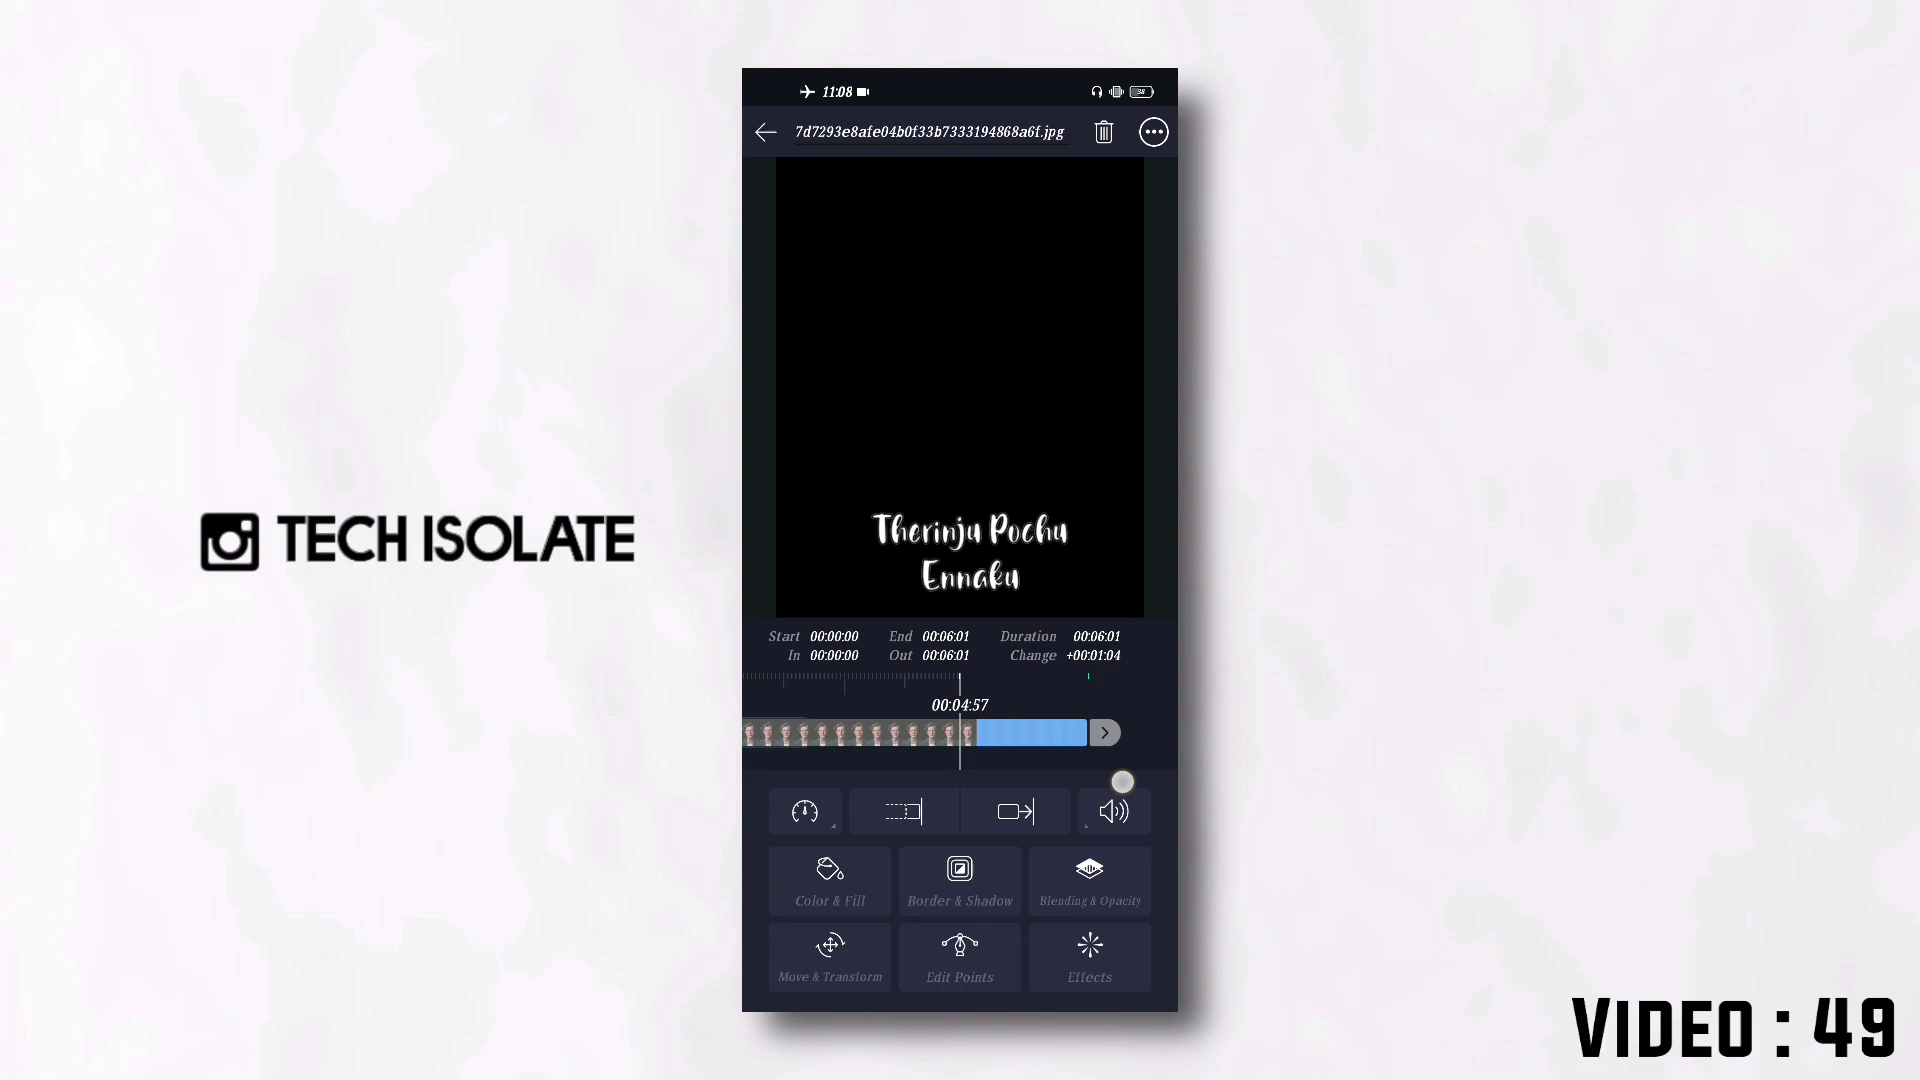 11:08
38
7d7293e8afe04b0f33b7333194868a6f.jpg
Therinju Pochu
Ennaku
Start 00:00:00 End 00:06:01 Duration 00:06:01
In 00:00:00 Out 00:06:01 Change +00:01:04
00:04:57
TECH ISOLATE
Color & Fill Border & Shadow Blending & Opacity
Move & Transform Edit Points Effects
VIDEO : 49